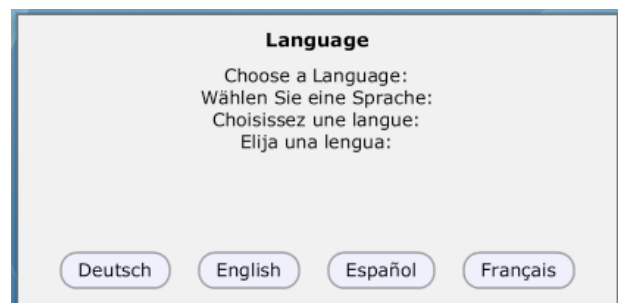 Language
Choose a Language:
Wählen Sie eine Sprache:
Choisissez une langue:
Elija una lengua:
Deutsch English Español Français